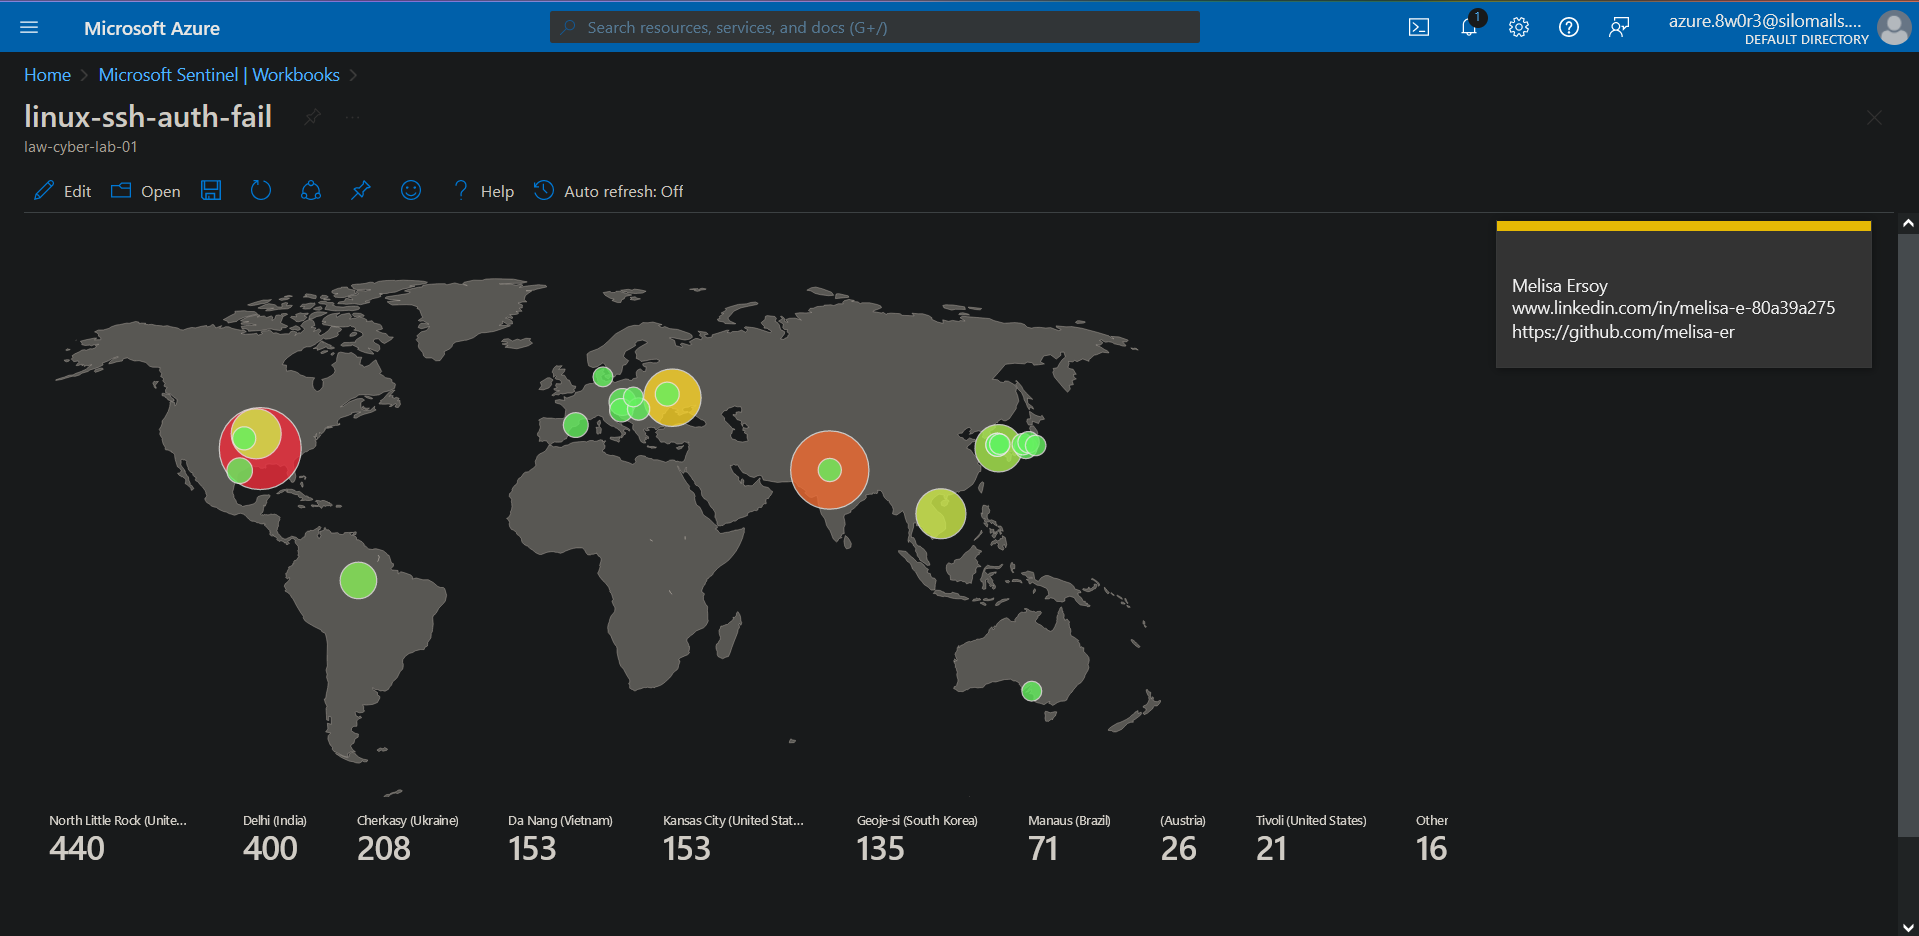 Microsoft Azure
Search resources, services, and docs (G+/)
1
azure.8w0r3@silomails....
DEFAULT DIRECTORY
Home > Microsoft Sentinel | Workbooks >
linux-ssh-auth-fail
...
law-cyber-lab-01
Edit Open Help Auto refresh: Off
Melisa Ersoy
www.linkedin.com/in/melisa-e-80a39a275
https://github.com/melisa-er
North Little Rock (Unite... Delhi (India) Cherkasy (Ukraine) Da Nang (Vietnam) Kansas City (United Stat... Geoje-si (South Korea) Manaus (Brazil) (Austria) Tivoli (United States) Other
440 400 208 153 153 135 71 26 21 16